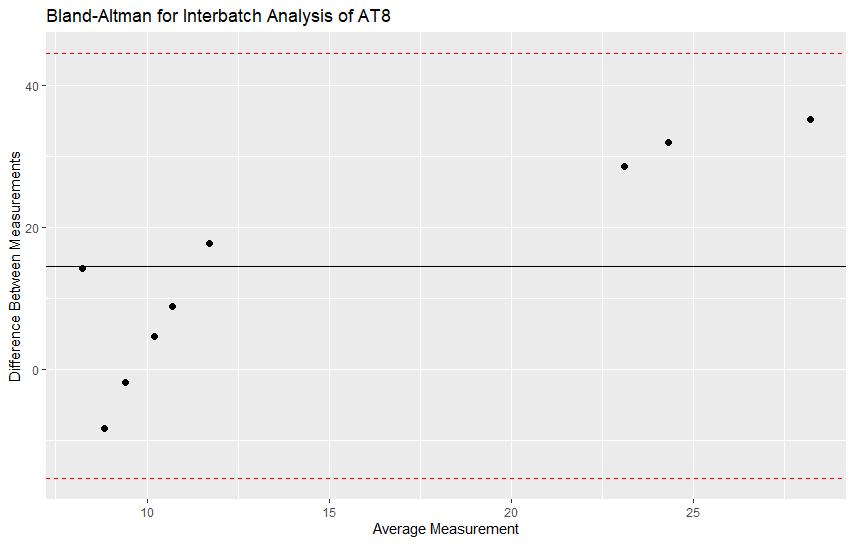 Bland-Altman for Interbatch Analysis of AT8
Difference Between Measurements
40
20
0
10 15 20 25
Average Measurement